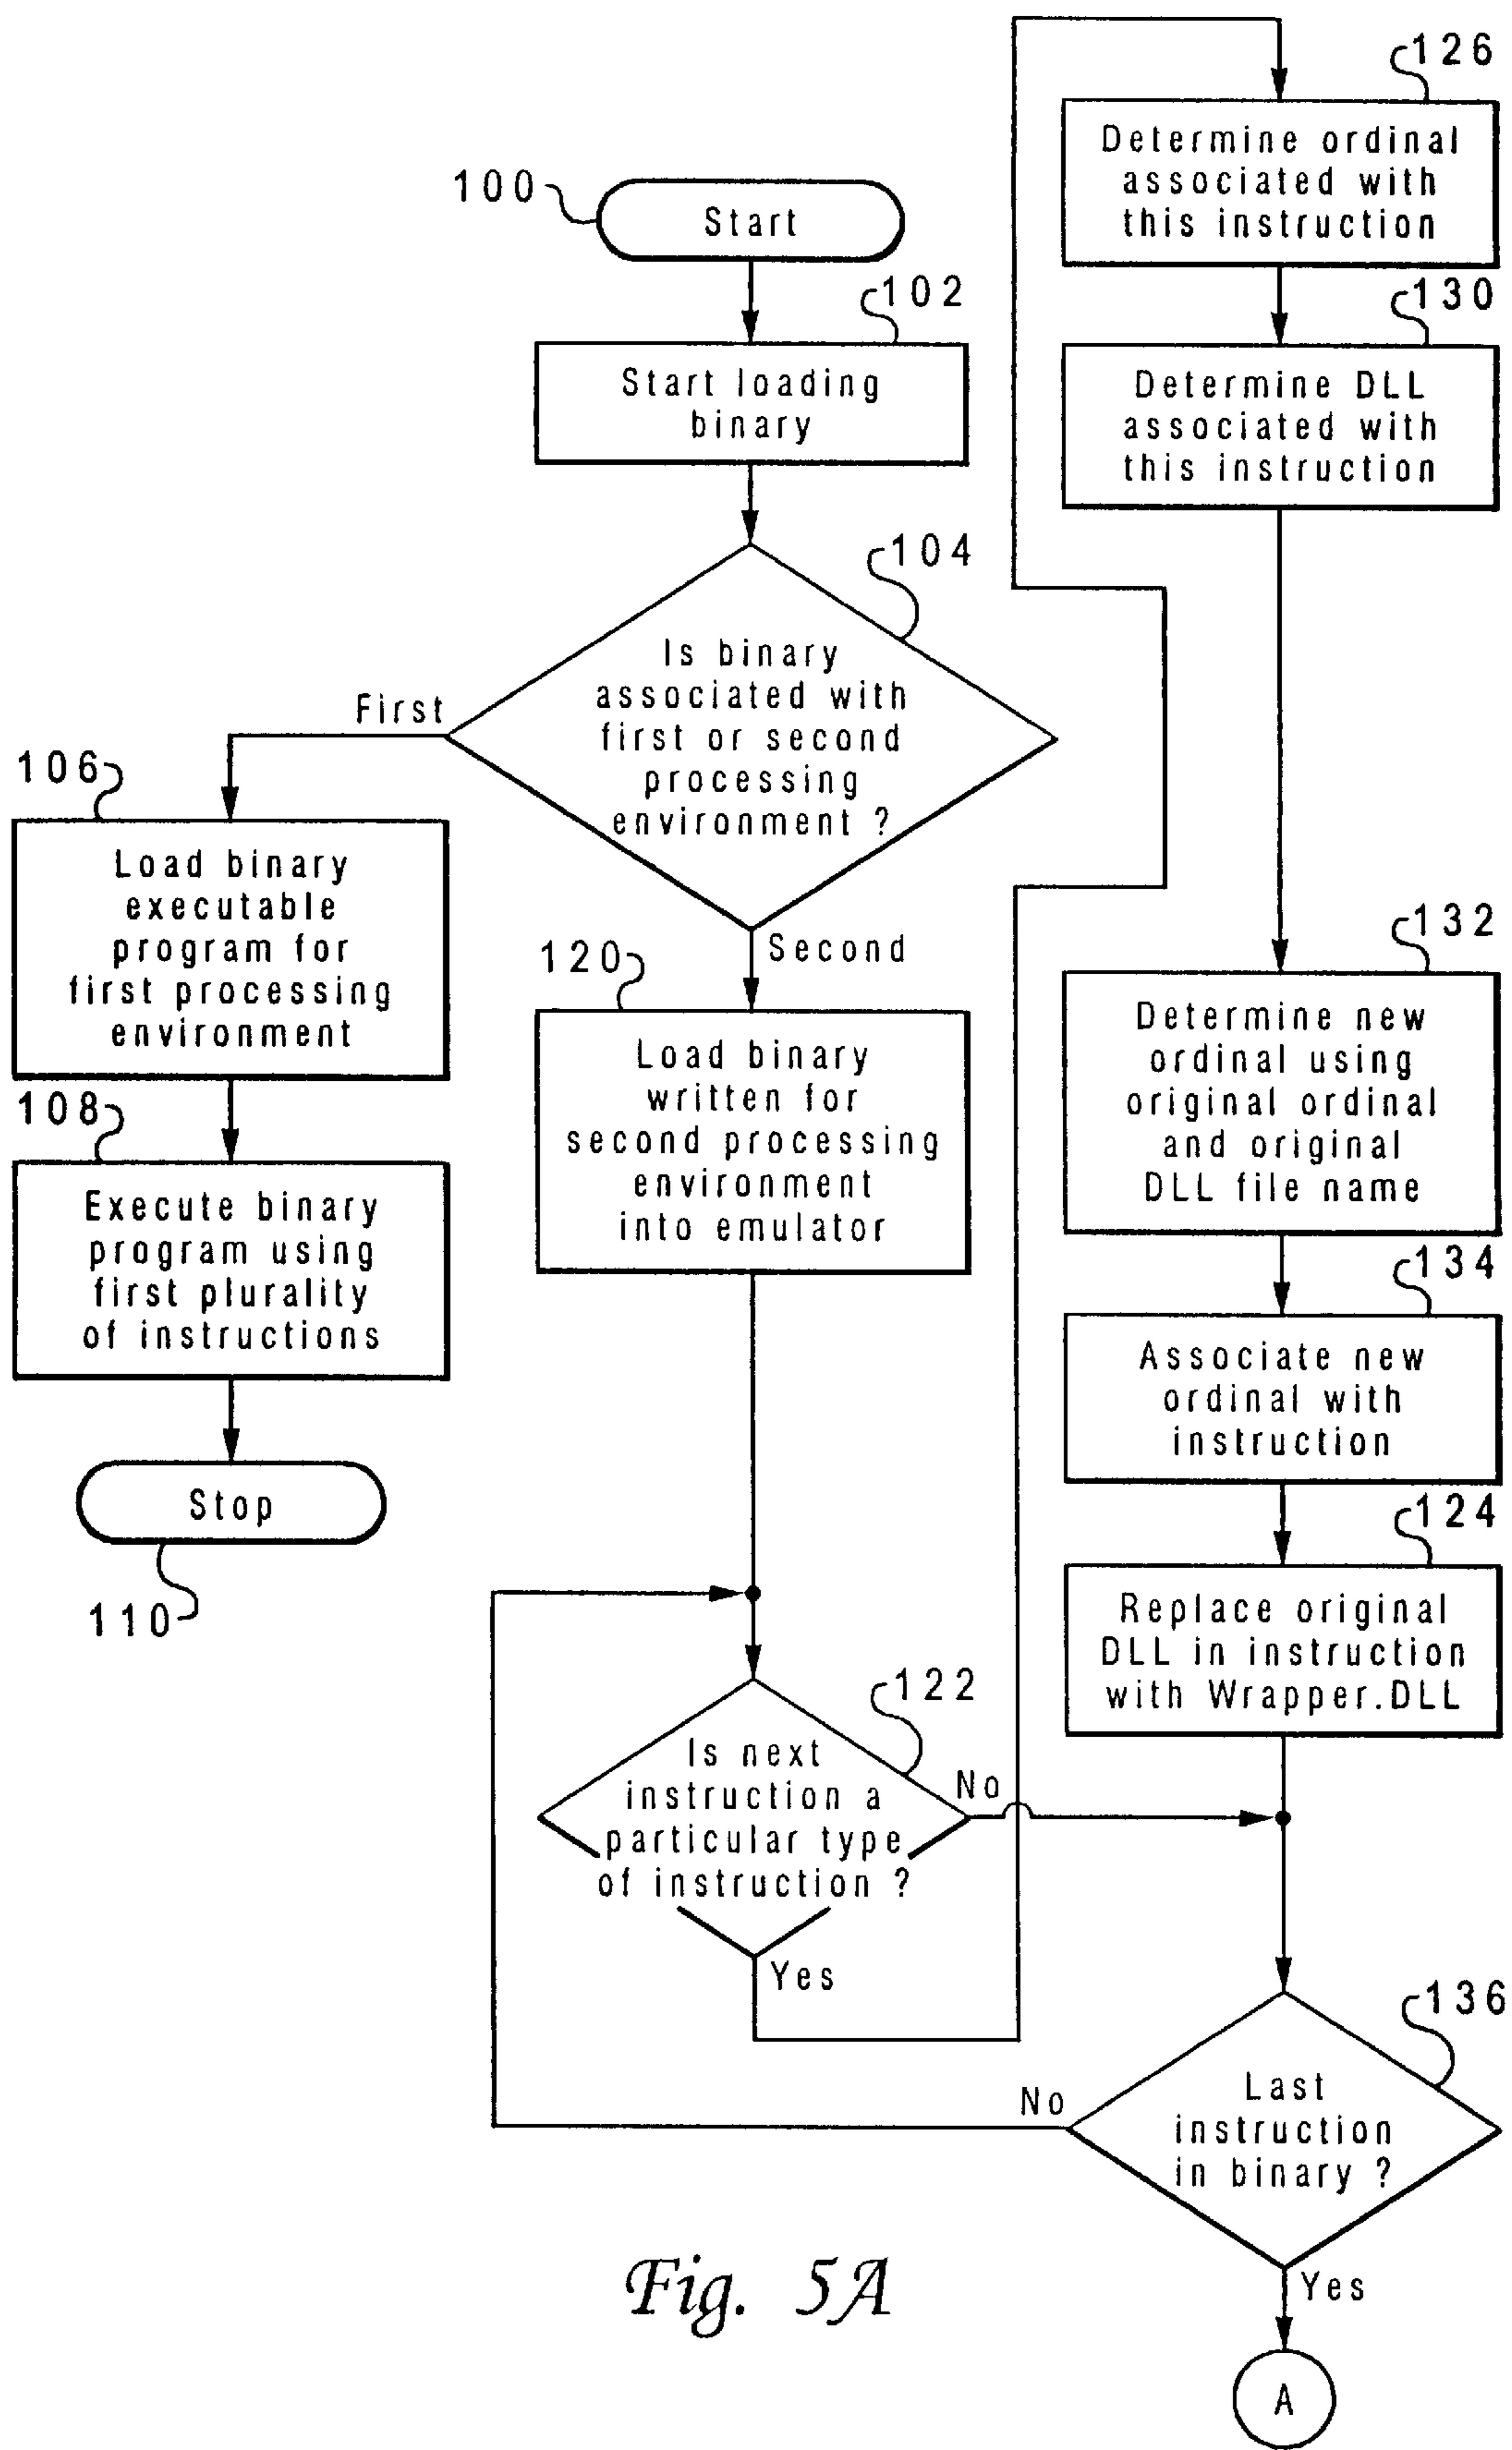 100
Start
102
Start loading
binary
104
Is binary
associated with
first or second
processing
environment ?
First
Second
106
Load binary
executable
program for
first processing
environment
108
Execute binary
program using
first plurality
of instructions
Stop
110
120
Load binary
written for
second processing
environment
into emulator
122
Is next
instruction a
particular type
of instruction ?
No
Yes
126
Determine ordinal
associated with
this instruction
130
Determine DLL
associated with
this instruction
132
Determine new
ordinal using
original ordinal
and original
DLL file name
134
Associate new
ordinal with
instruction
124
Replace original
DLL in instruction
with Wrapper.DLL
136
Last
instruction
in binary ?
No
Yes
A
Fig. 5A